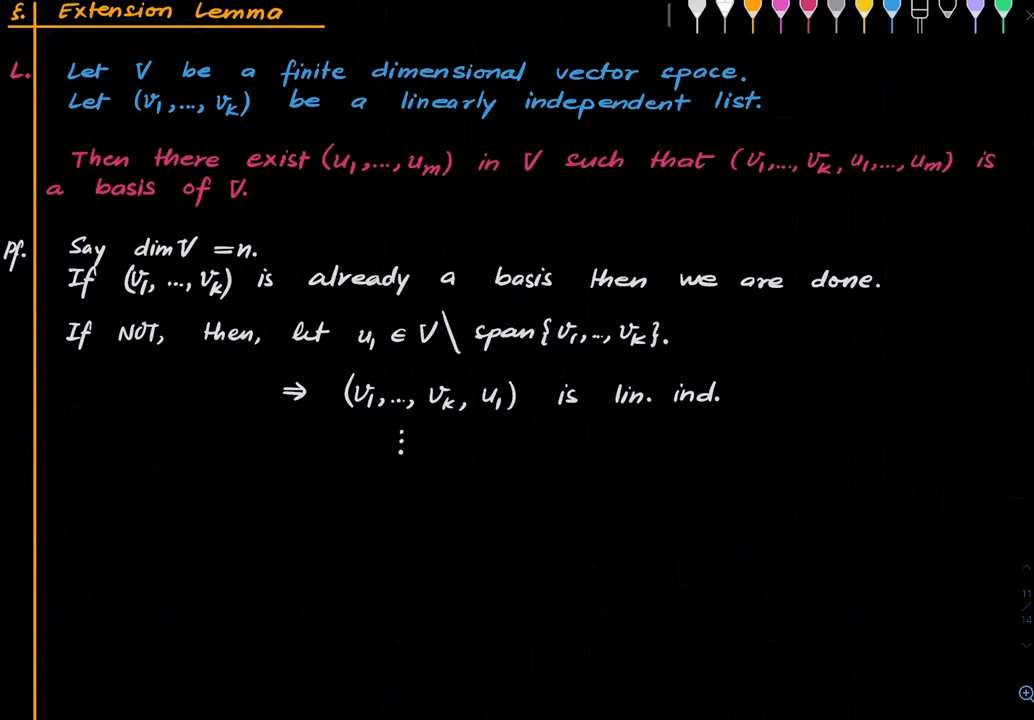 §. Extension Lemma
L. Let V be a finite dimensional vector space.
Let (v₁,..., vₖ) be a linearly independent list.
Then there exist (u₁,..., uₘ) in V such that (v₁,..., vₖ, u₁,..., uₘ) is
a basis of V.
Pf. Say dim V = n.
If (v₁, ..., vₖ) is already a basis then we are done.
If NOT, then, let u₁ ∈ V \ span{v₁,..., vₖ}.
⇒ (v₁,..., vₖ, u₁) is lin. ind.
⋮
11
/
14